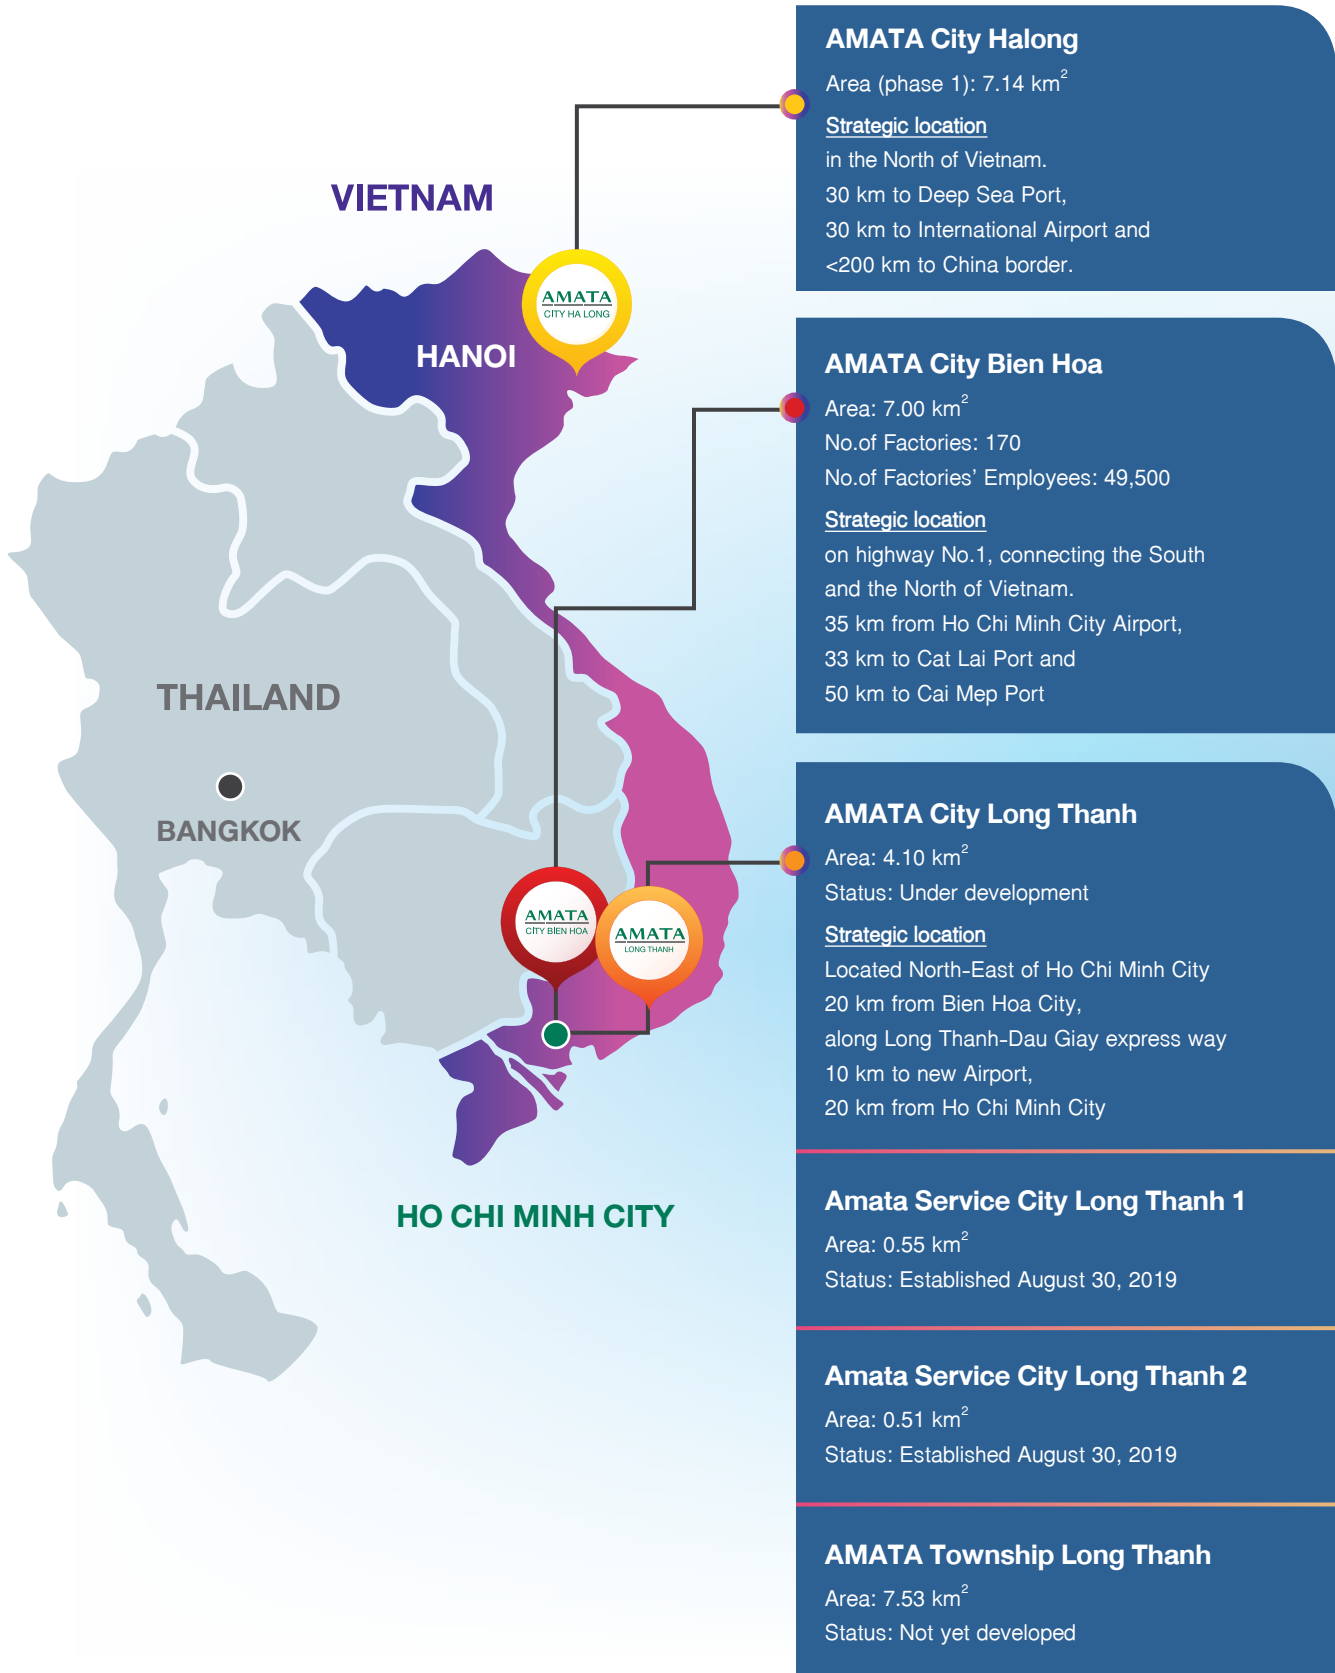 VIETNAM
HANOI
AMATA
CITY HA LONG
THAILAND
BANGKOK
AMATA
CITY BIEN HOA
AMATA
LONG THANH
HO CHI MINH CITY
AMATA City Halong
Area (phase 1): 7.14 km²
Strategic location
in the North of Vietnam.
30 km to Deep Sea Port,
30 km to International Airport and
<200 km to China border.
AMATA City Bien Hoa
Area: 7.00 km²
No.of Factories: 170
No.of Factories' Employees: 49,500
Strategic location
on highway No.1, connecting the South
and the North of Vietnam.
35 km from Ho Chi Minh City Airport,
33 km to Cat Lai Port and
50 km to Cai Mep Port
AMATA City Long Thanh
Area: 4.10 km²
Status: Under development
Strategic location
Located North-East of Ho Chi Minh City
20 km from Bien Hoa City,
along Long Thanh-Dau Giay express way
10 km to new Airport,
20 km from Ho Chi Minh City
Amata Service City Long Thanh 1
Area: 0.55 km²
Status: Established August 30, 2019
Amata Service City Long Thanh 2
Area: 0.51 km²
Status: Established August 30, 2019
AMATA Township Long Thanh
Area: 7.53 km²
Status: Not yet developed